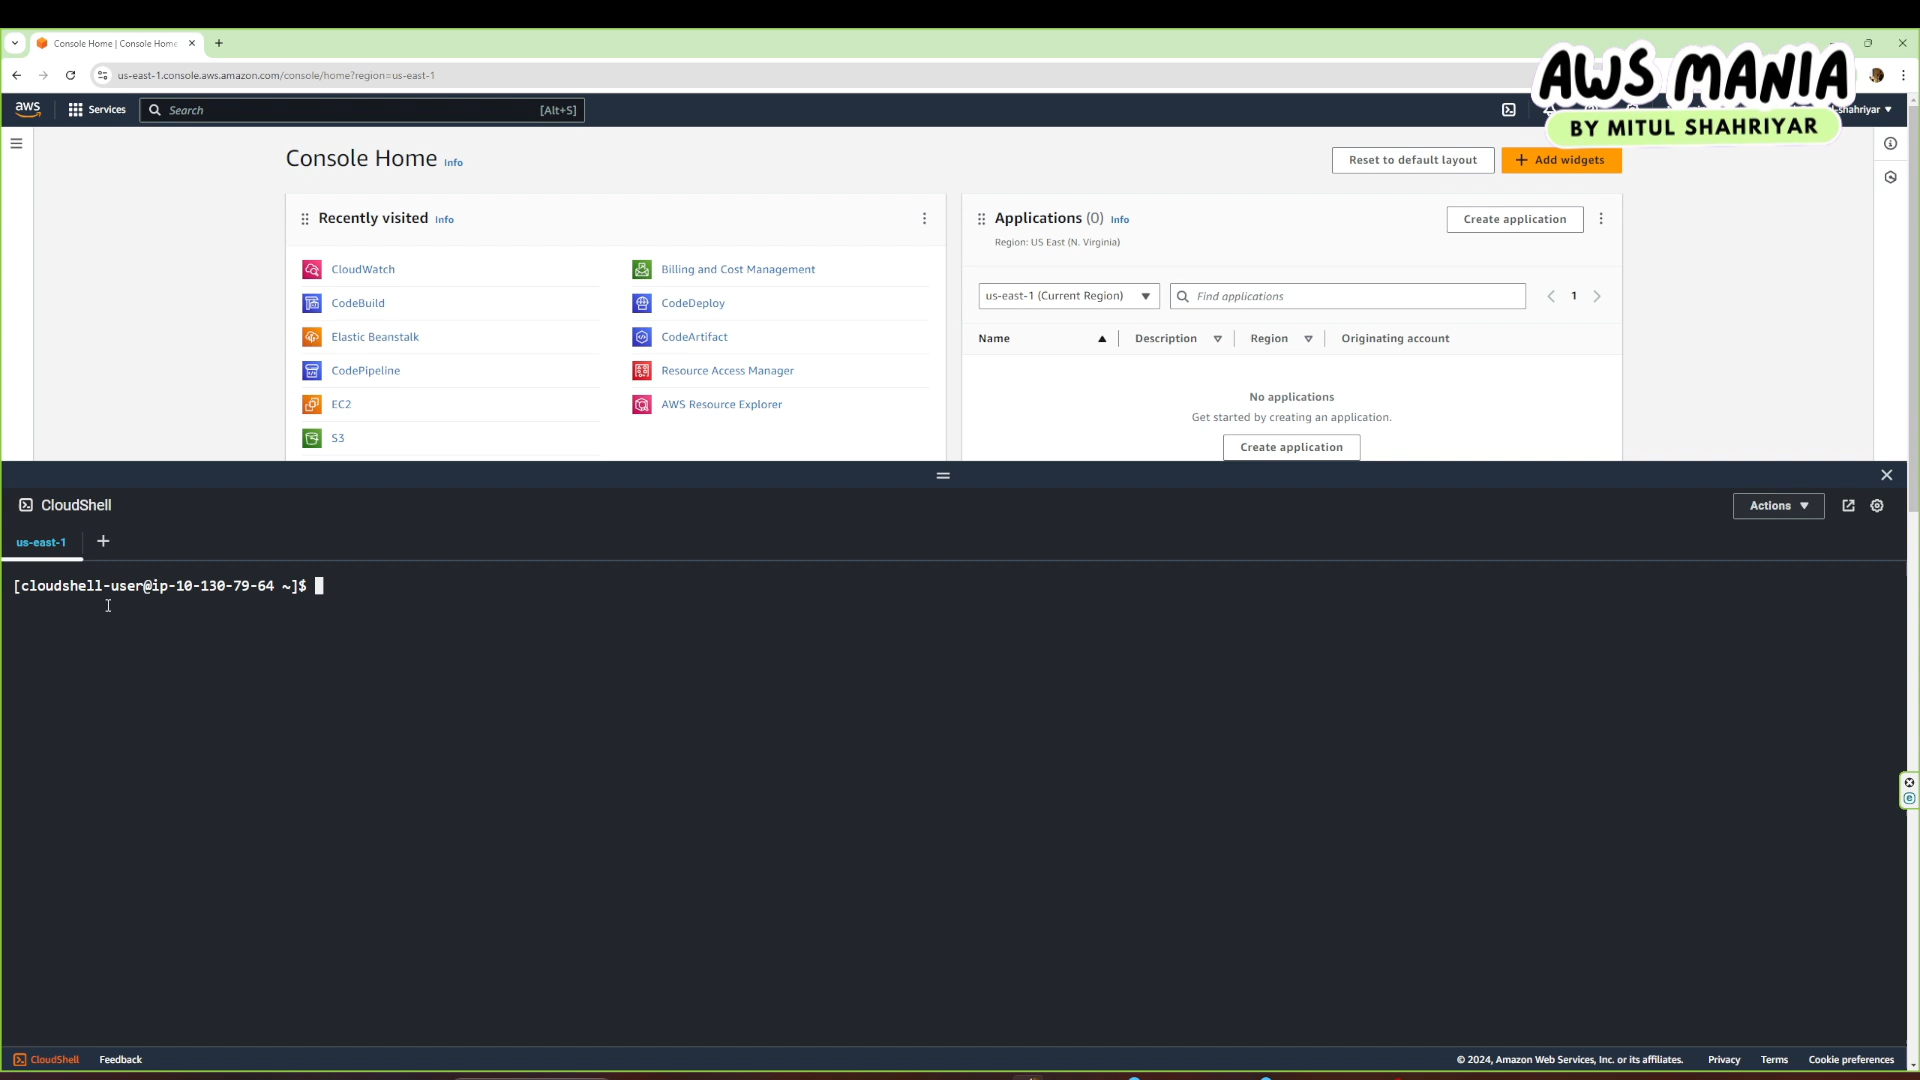 Console Home | Console Home
us-east-1.console.aws.amazon.com/console/home?region=us-east-1
AWS MANIA
BY MITUL SHAHRIYAR
aws
Services
Search
[Alt+S]
-shahriyar
Console Home Info
Reset to default layout
Add widgets
Recently visited Info
CloudWatch
CodeBuild
Elastic Beanstalk
CodePipeline
EC2
S3
Billing and Cost Management
CodeDeploy
CodeArtifact
Resource Access Manager
AWS Resource Explorer
Applications (0) Info
Region: US East (N. Virginia)
Create application
us-east-1 (Current Region)
Find applications
1
Name Description Region Originating account
No applications
Get started by creating an application.
Create application
CloudShell
Actions
us-east-1
[cloudshell-user@ip-10-130-79-64 ~]$
CloudShell Feedback
© 2024, Amazon Web Services, Inc. or its affiliates. Privacy Terms Cookie preferences